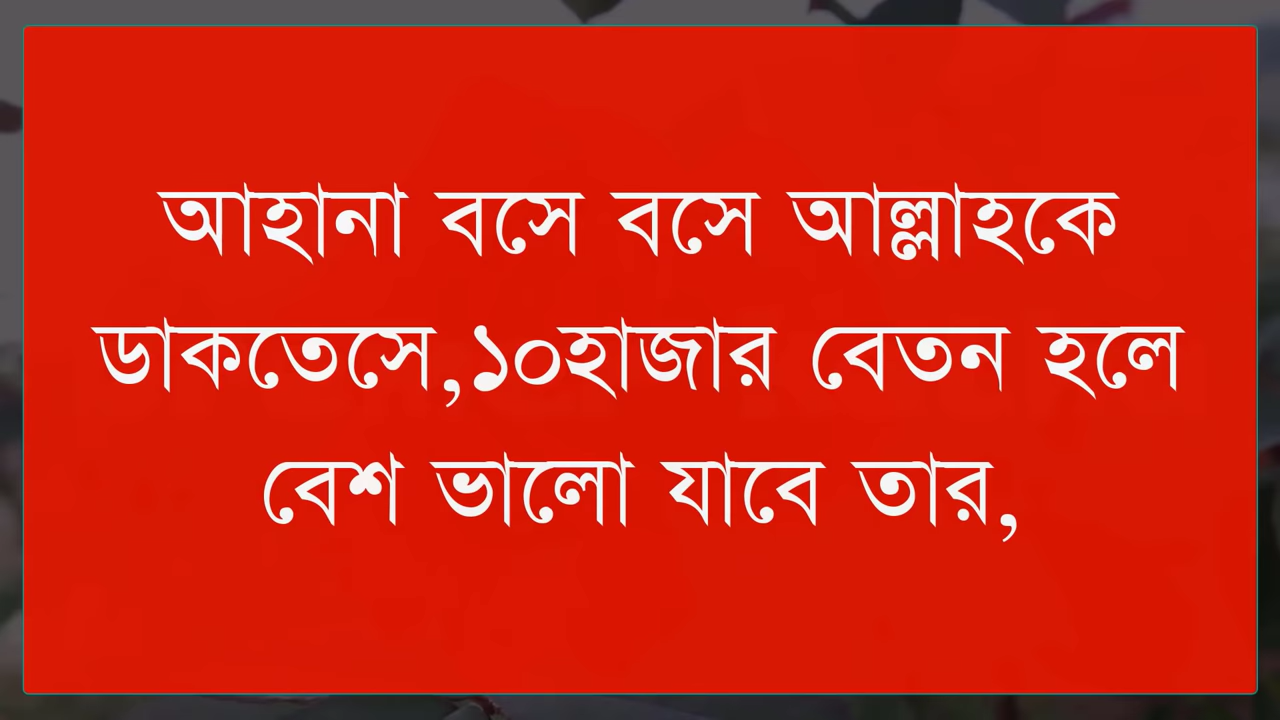 আহানা বসে বসে আল্লাহকে
ডাকতেসে,১০হাজার বেতন হলে
বেশ ভালো যাবে তার,